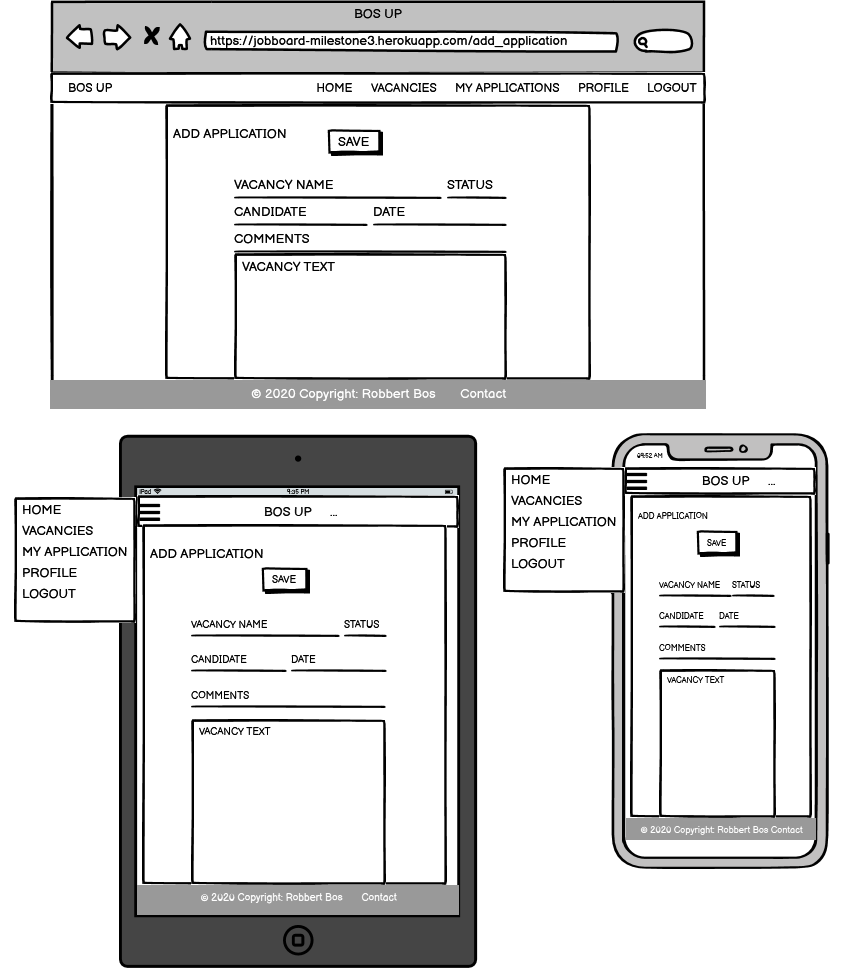 BOS UP
https://jobboard-milestone3.herokuapp.com/add_application
BOS UP HOME VACANCIES MY APPLICATIONS PROFILE LOGOUT
ADD APPLICATION SAVE
VACANCY NAME STATUS
CANDIDATE DATE
COMMENTS
VACANCY TEXT
© 2020 Copyright: Robbert Bos Contact
iPad 9:35 PM
BOS UP ...
HOME
VACANCIES
MY APPLICATION
PROFILE
LOGOUT
ADD APPLICATION
SAVE
VACANCY NAME STATUS
CANDIDATE DATE
COMMENTS
VACANCY TEXT
© 2020 Copyright: Robbert Bos Contact
09:52 AM
BOS UP ...
HOME
VACANCIES
MY APPLICATION
PROFILE
LOGOUT
ADD APPLICATION
SAVE
VACANCY NAME STATUS
CANDIDATE DATE
COMMENTS
VACANCY TEXT
© 2020 Copyright: Robbert Bos Contact